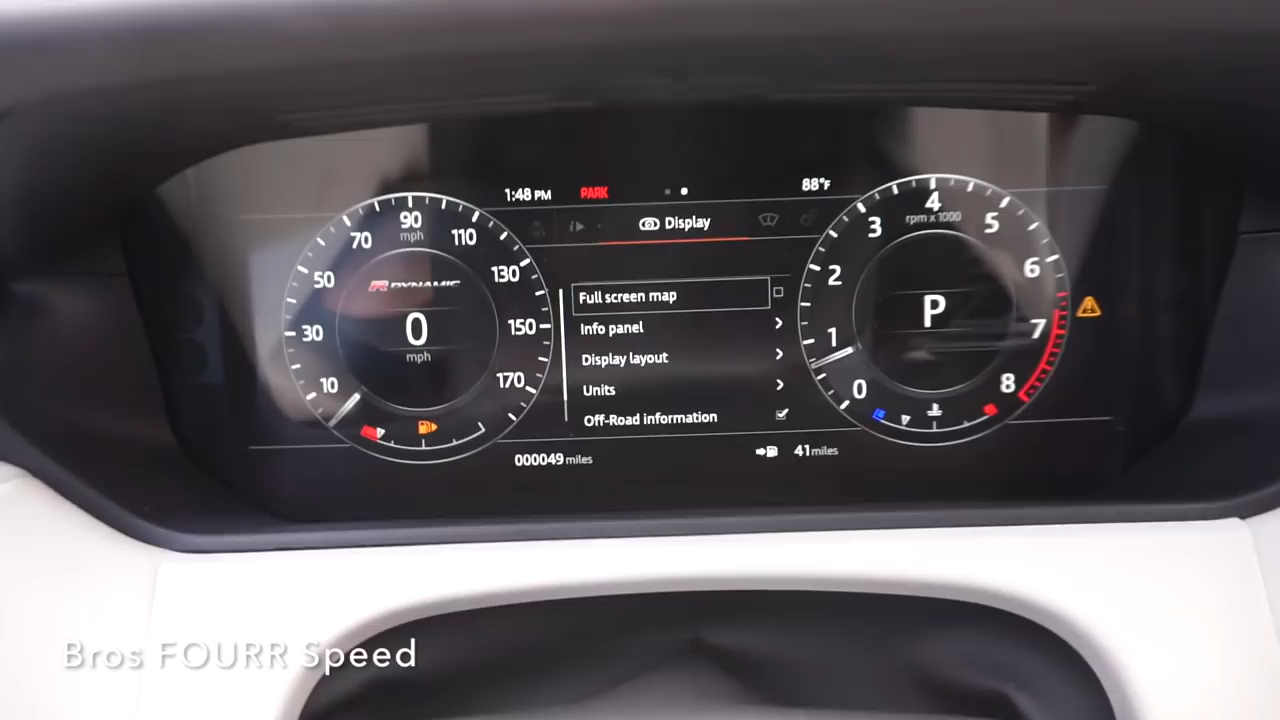 1:48 PM PARK 88°F
Display
90
mph
70
110
50
130
30
150
10
170
R DYNAMIC
0
mph
Full screen map
Info panel
Display layout
Units
Off-Road information
4
rpm x 1000
3
5
2
6
1
7
0
8
P
000049 miles
41 miles
Bros FOURR Speed